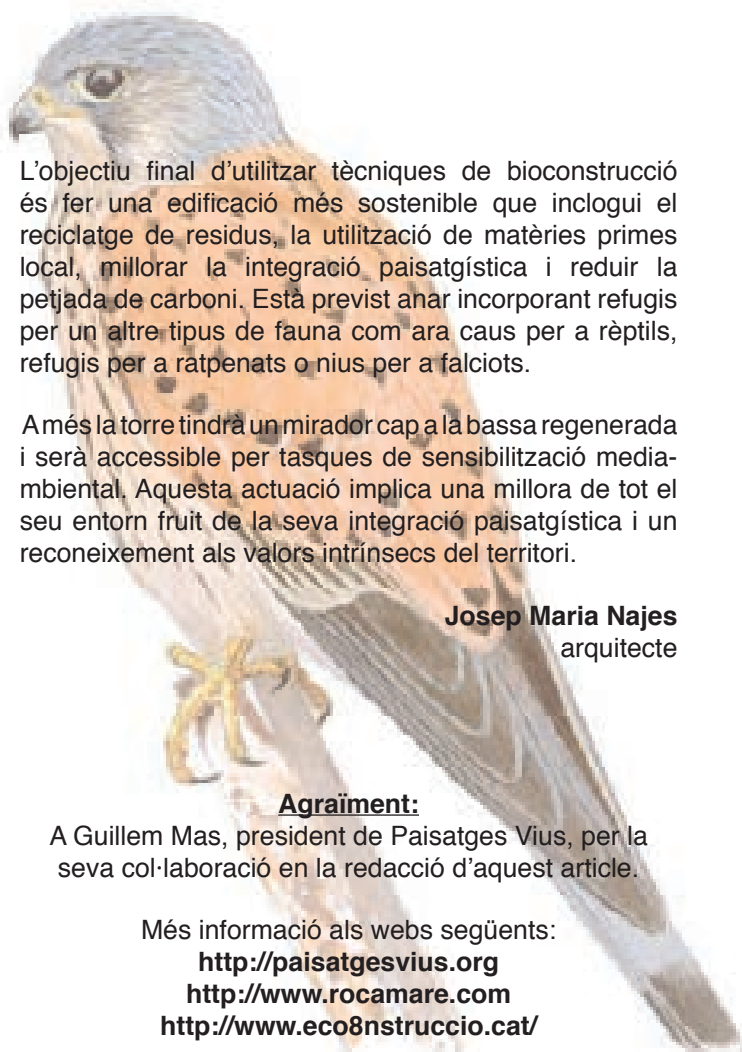 L'objectiu final d'utilitzar tècniques de bioconstrucció
és fer una edificació més sostenible que inclogui el
reciclatge de residus, la utilització de matèries primes
local, millorar la integració paisatgística i reduir la
petjada de carboni. Està previst anar incorporant refugis
per un altre tipus de fauna com ara caus per a rèptils,
refugis per a ratpenats o nius per a falciots.
A més la torre tindrà un mirador cap a la bassa regenerada
i serà accessible per tasques de sensibilització media-
mbiental. Aquesta actuació implica una millora de tot el
seu entorn fruit de la seva integració paisatgística i un
reconeixement als valors intrínsecs del territori.
Josep Maria Najes
arquitecte
Agraïment:
A Guillem Mas, president de Paisatges Vius, per la
seva col·laboració en la redacció d'aquest article.
Més informació als webs següents:
http://paisatgesvius.org
http://www.rocamare.com
http://www.eco8nstruccio.cat/